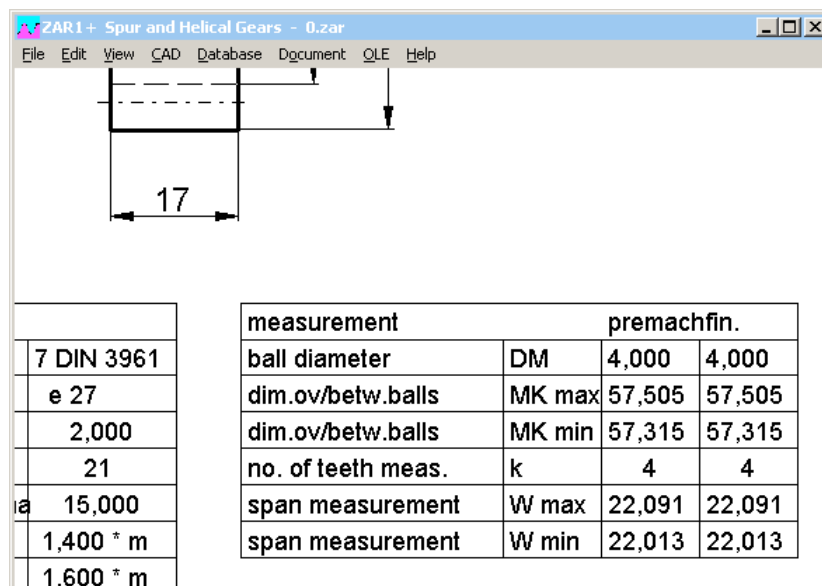 ZAR1+ Spur and Helical Gears - 0.zar
File Edit View CAD Database Document OLE Help
17
measurement premachfin.
7 DIN 3961
ball diameter DM 4,000 4,000
e 27
dim.ov/betw.balls MK max 57,505 57,505
2,000
dim.ov/betw.balls MK min 57,315 57,315
21
no. of teeth meas. k 4 4
15,000
span measurement W max 22,091 22,091
1,400 * m
span measurement W min 22,013 22,013
1,600 * m